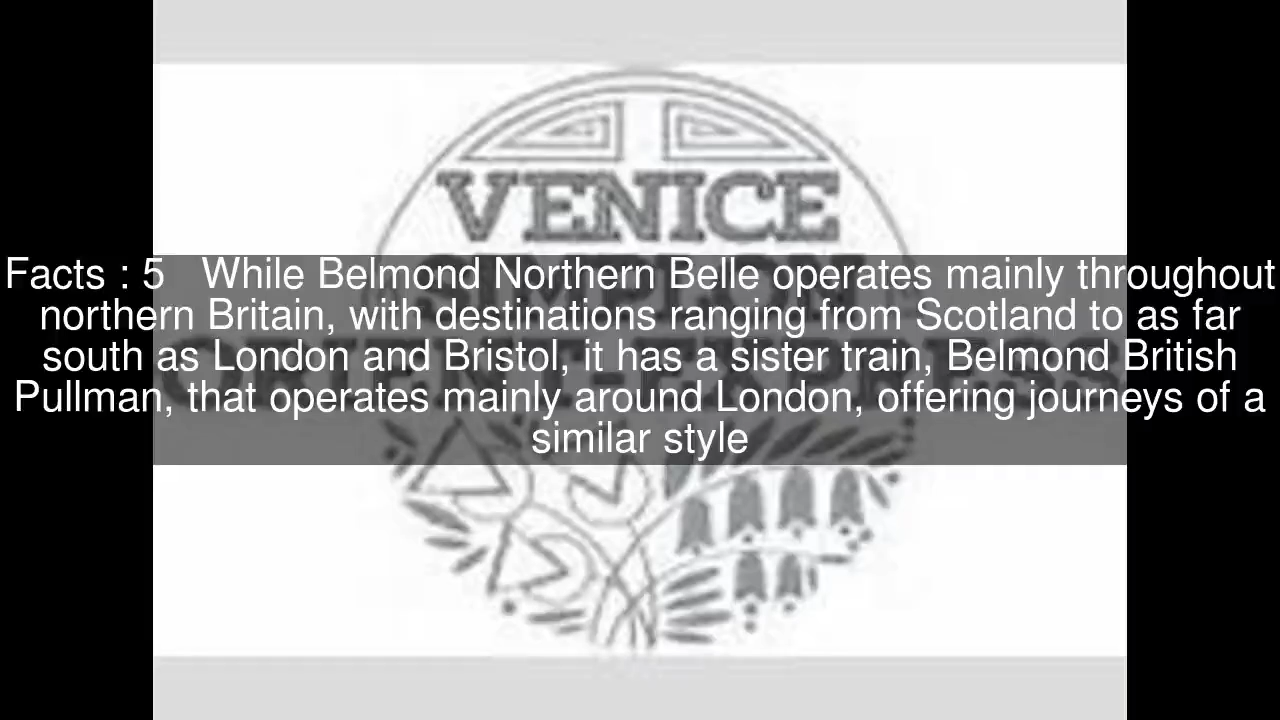 VENICE
Facts : 5   While Belmond Northern Belle operates mainly throughout
northern Britain, with destinations ranging from Scotland to as far
south as London and Bristol, it has a sister train, Belmond British
Pullman, that operates mainly around London, offering journeys of a
similar style